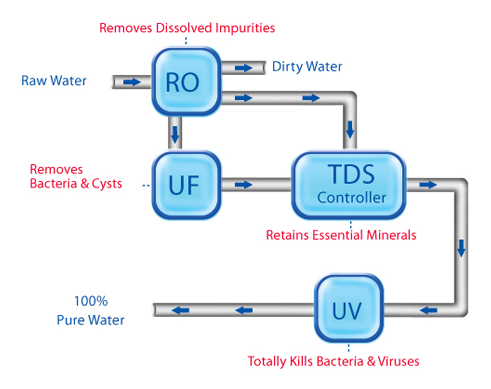 Removes Dissolved Impurities
Raw Water
RO
Dirty Water
Removes
Bacteria & Cysts
UF
TDS
Controller
Retains Essential Minerals
100%
Pure Water
UV
Totally Kills Bacteria & Viruses